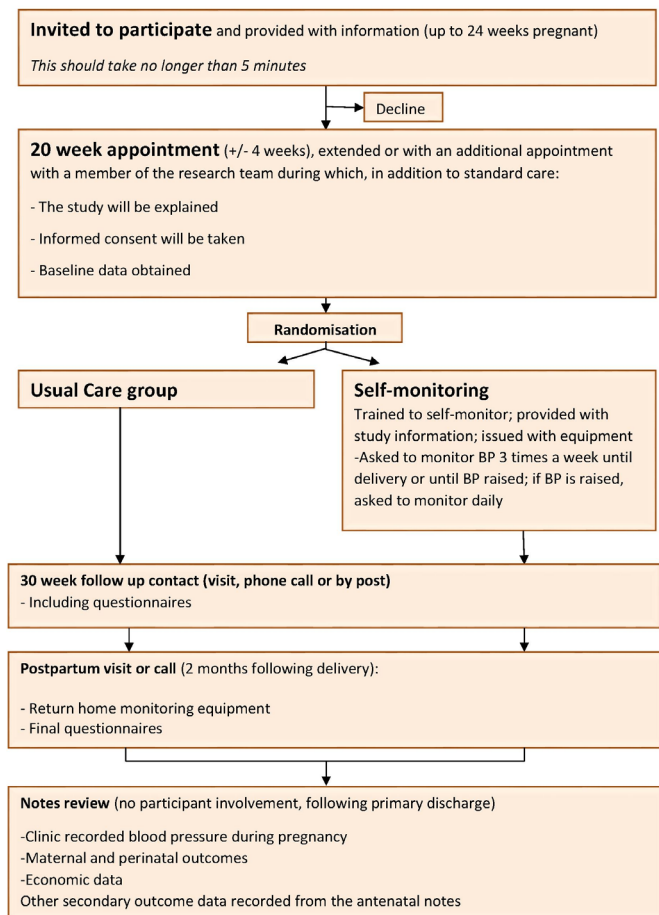 Invited to participate and provided with information (up to 24 weeks pregnant)
This should take no longer than 5 minutes
Decline
20 week appointment (+/- 4 weeks), extended or with an additional appointment
with a member of the research team during which, in addition to standard care:
- The study will be explained
- Informed consent will be taken
- Baseline data obtained
Randomisation
Usual Care group
Self-monitoring
Trained to self-monitor; provided with
study information; issued with equipment
-Asked to monitor BP 3 times a week until
delivery or until BP raised; if BP is raised,
asked to monitor daily
30 week follow up contact (visit, phone call or by post)
- Including questionnaires
Postpartum visit or call (2 months following delivery):
- Return home monitoring equipment
- Final questionnaires
Notes review (no participant involvement, following primary discharge)
-Clinic recorded blood pressure during pregnancy
-Maternal and perinatal outcomes
-Economic data
Other secondary outcome data recorded from the antenatal notes